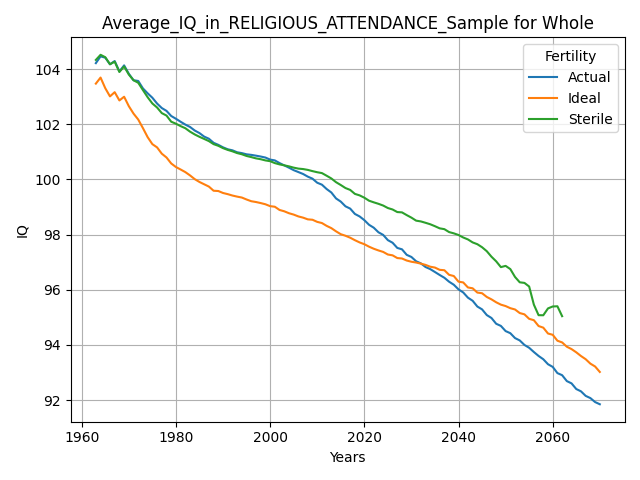 Average_IQ_in_RELIGIOUS_ATTENDANCE_Sample for Whole
Fertility
Actual
Ideal
Sterile
IQ
104
102
100
98
96
94
92
1960 1980 2000 2020 2040 2060
Years